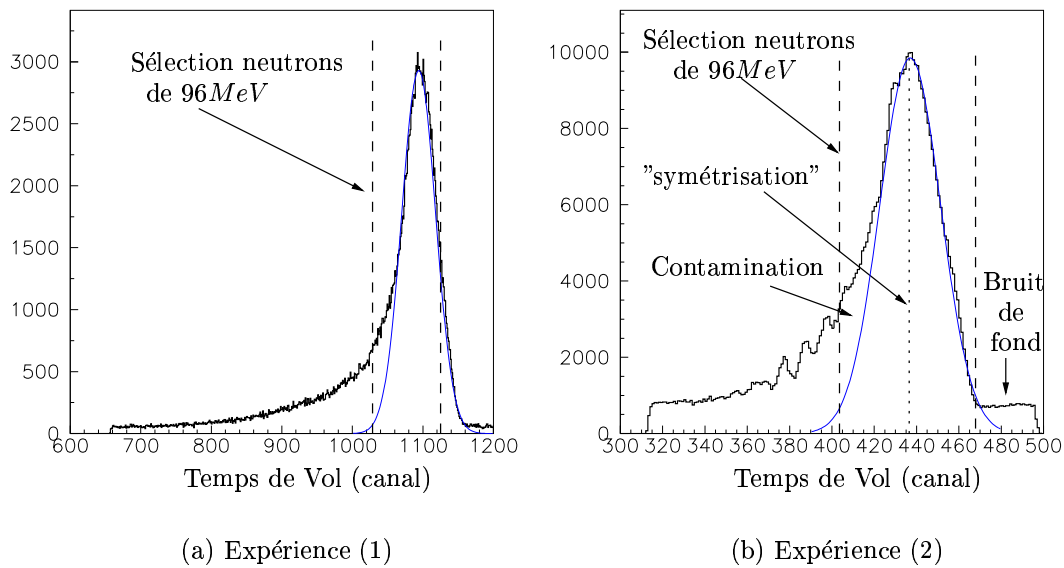 Sélection neutrons
de 96MeV
3000
2500
2000
1500
1000
500
0
600 700 800 900 1000 1100 1200
Temps de Vol (canal)
(a) Expérience (1)
Sélection neutrons
de 96MeV
"symétrisation"
Contamination
Bruit
de
fond
10000
8000
6000
4000
2000
0
300 320 340 360 380 400 420 440 460 480 500
Temps de Vol (canal)
(b) Expérience (2)